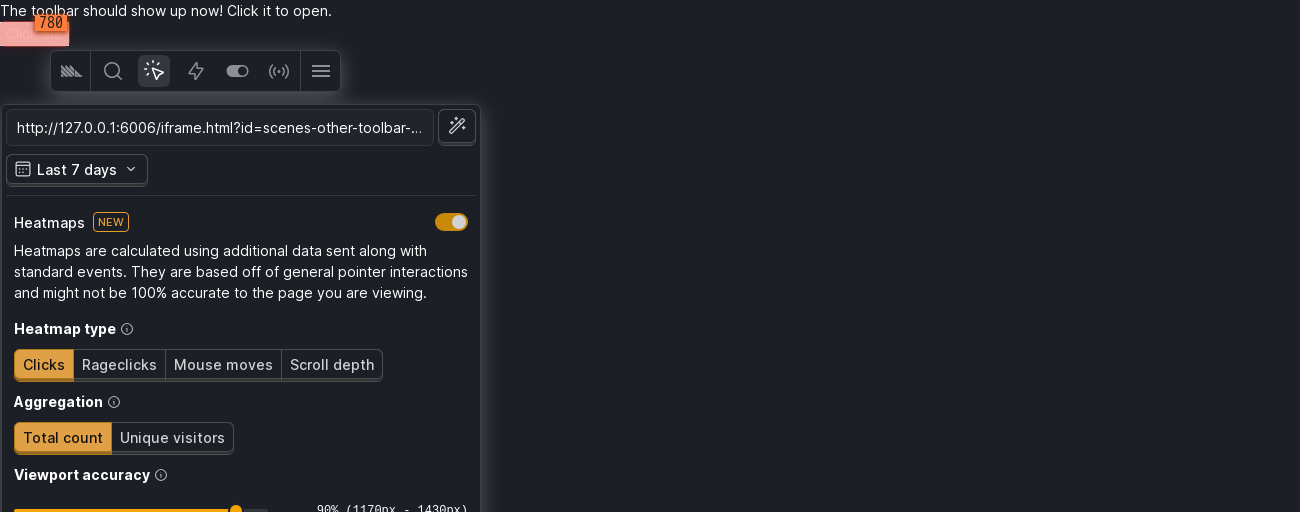 The toolbar should show up now! Click it to open.
780
http://127.0.0.1:6006/iframe.html?id=scenes-other-toolbar-...
Last 7 days
Heatmaps NEW
Heatmaps are calculated using additional data sent along with
standard events. They are based off of general pointer interactions
and might not be 100% accurate to the page you are viewing.
Heatmap type
Clicks Rageclicks Mouse moves Scroll depth
Aggregation
Total count Unique visitors
Viewport accuracy
90% (1170px - 1430px)